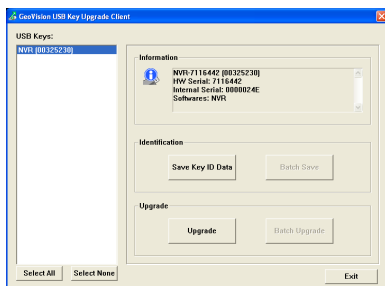 GeoVision USB Key Upgrade Client
USB Keys:
NVR (00325230)
Information
NVR-7116442 (00325230)
HW Serial: 7116442
Internal Serial: 0000024E
Softwares: NVR
Identification
Save Key ID Data
Batch Save
Upgrade
Upgrade
Batch Upgrade
Select All
Select None
Exit